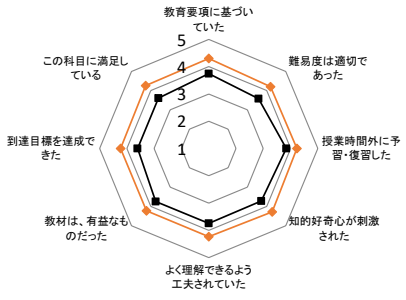 教育要項に基づい
ていた
難易度は適切で
あった
授業時間外に予
習・復習した
知的好奇心が刺激
された
よく理解できるよう
工夫されていた
教材は、有益なも
のだった
到達目標を達成で
きた
この科目に満足し
ている
5
4
3
2
1